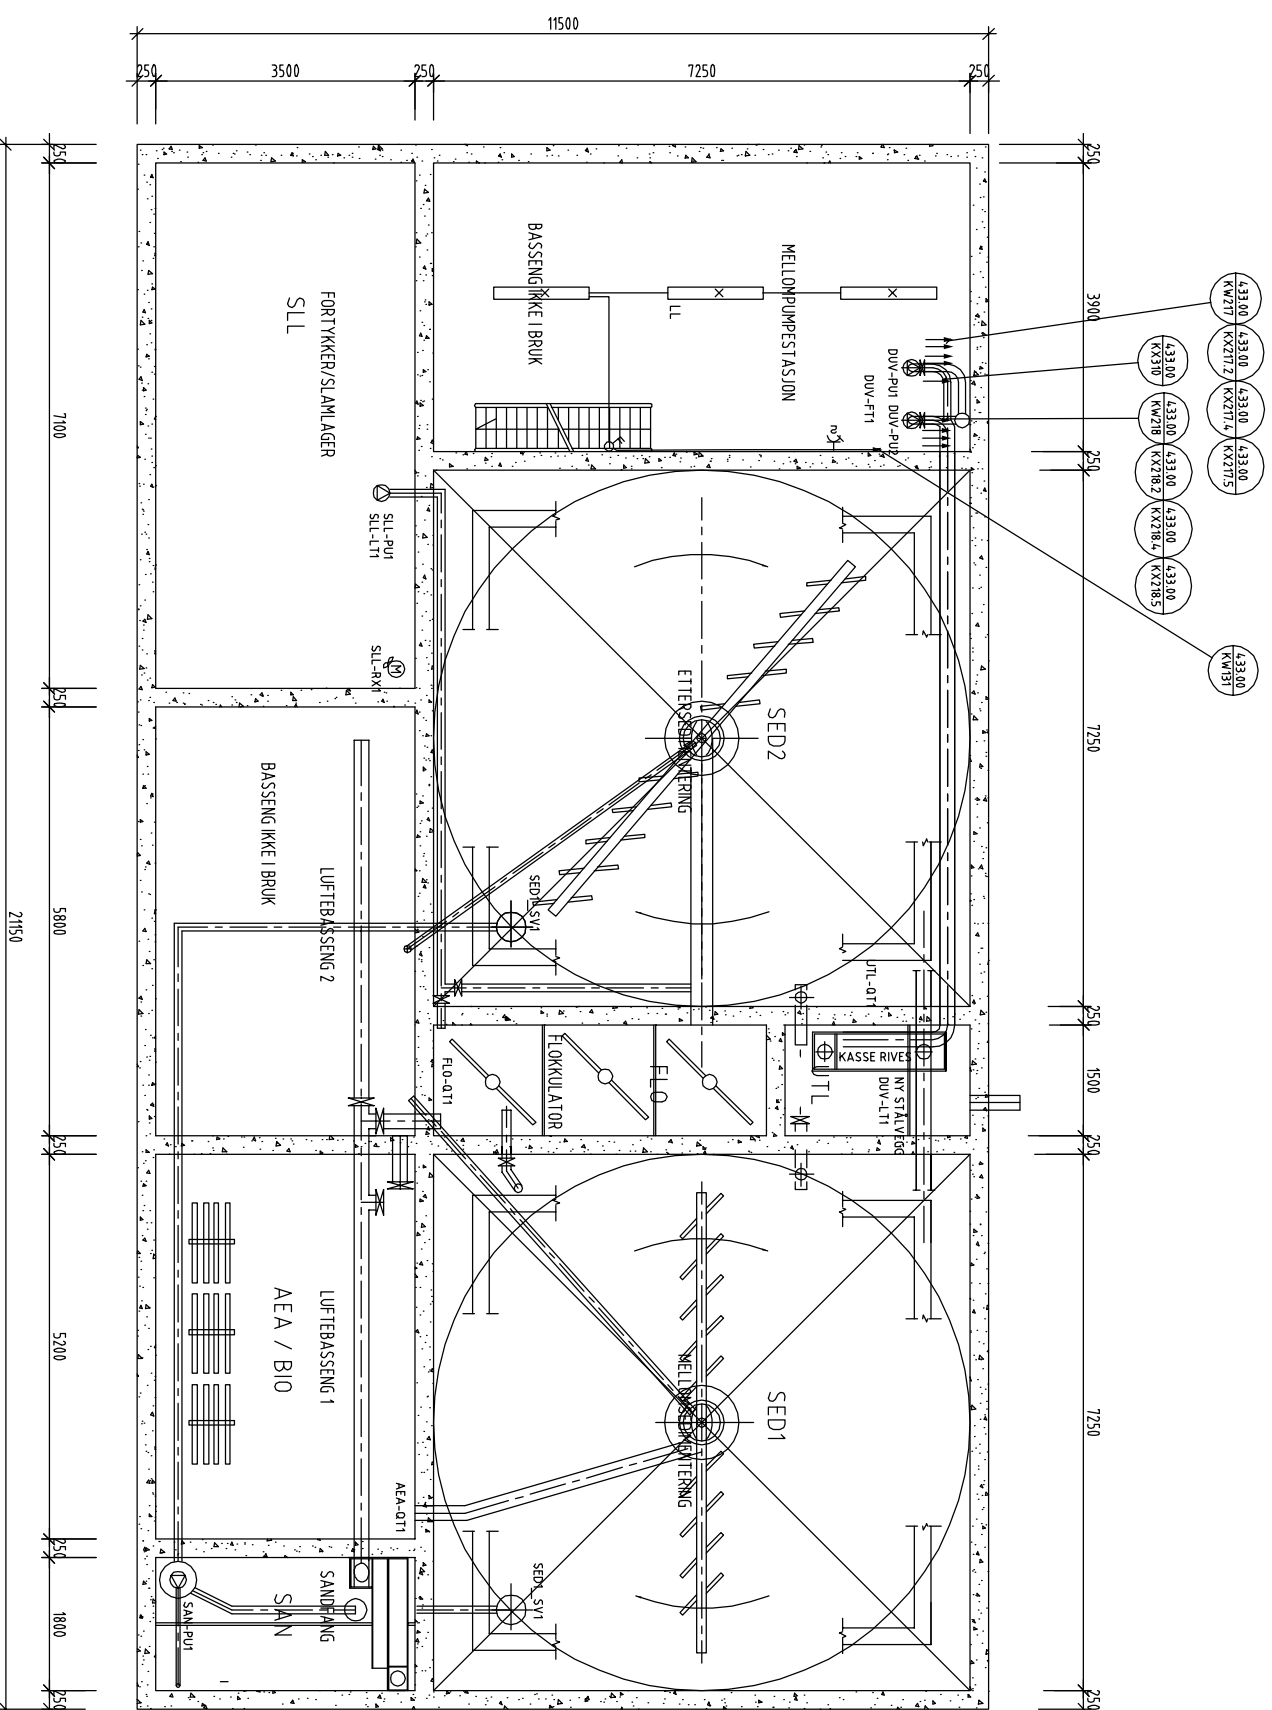 11500
250
3500
250
7250
250
250
7100
250
5800
250
5200
250
1800
250
21150
250
3900
250
7250
250
1500
250
7250
250
433.00
KW217
433.00
KX217.2
433.00
KX217.4
433.00
KX217.5
433.00
KX310
433.00
KW218
433.00
KX218.2
433.00
KX218.4
433.00
KX218.5
433.00
KW131
BASSENG IKKE I BRUK
MELLOMPUMPESTASJON
LL
DUV-PU1
DUV-PU2
DUV-FT1
FORTYKKER/SLAMLAGER
SLL
SLL-PU1
SLL-LT1
M
SLL-RX1
SED2
ETTERSEDIMENTERING
SED1_SV1
BASSENG IKKE I BRUK
LUFTEBASSENG 2
UTL-QT1
KASSE RIVES
UTL
NY STÅLVEGG
DUV-LT1
FLO-QT1
FLOKKULATOR
FLO
LUFTEBASSENG 1
AEA / BIO
SED1
MELLOMSEDIMENTERING
AEA-QT1
SED1_SV1
SANDFANG
SAN
SAN-PU1